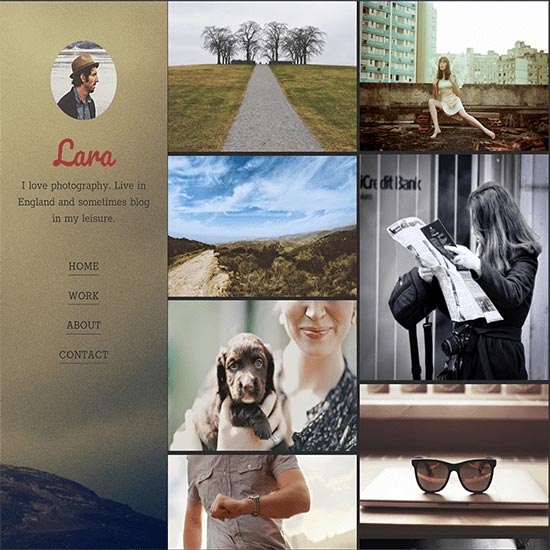 Lara
I love photography. Live in
England and sometimes blog
in my leisure.
HOME
WORK
ABOUT
CONTACT
Credit Bank